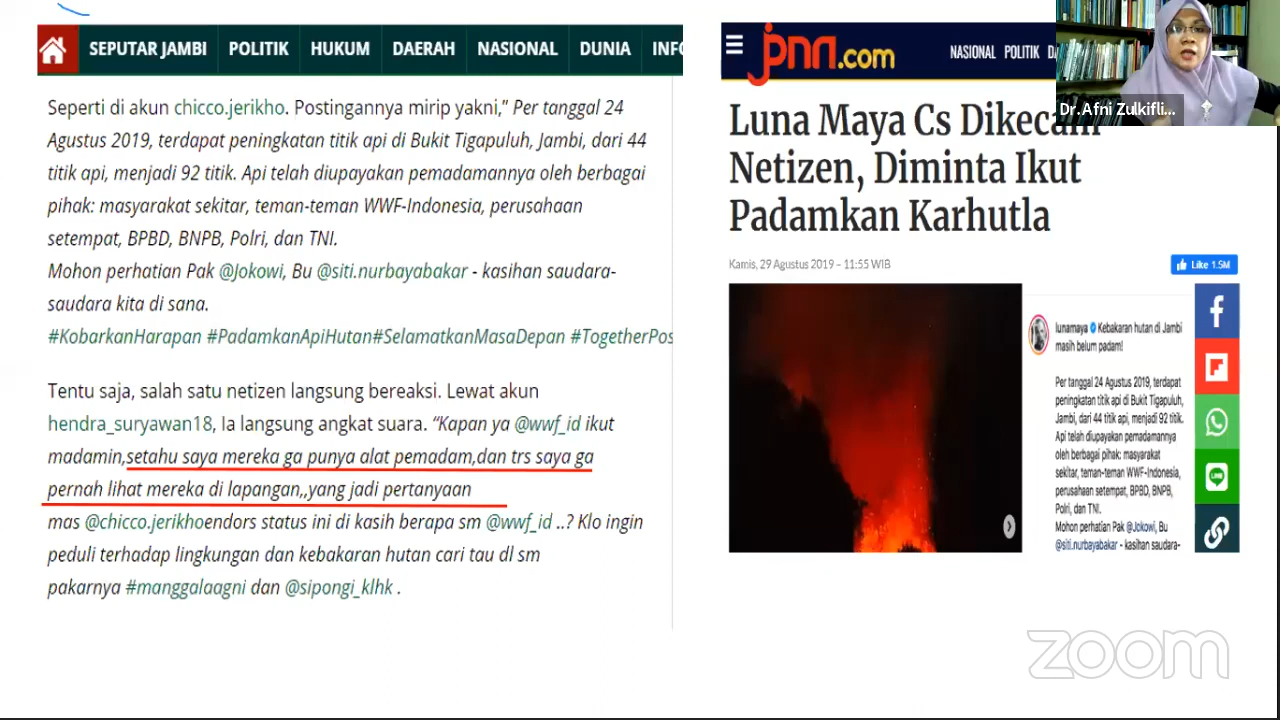 SEPUTAR JAMBI POLITIK HUKUM DAERAH NASIONAL DUNIA INFO
Seperti di akun chicco.jerikho. Postingannya mirip yakni,” Per tanggal 24
Agustus 2019, terdapat peningkatan titik api di Bukit Tigapuluh, Jambi, dari 44
titik api, menjadi 92 titik. Api telah diupayakan pemadamannya oleh berbagai
pihak: masyarakat sekitar, teman-teman WWF-Indonesia, perusahaan
setempat, BPBD, BNPB, Polri, dan TNI.
Mohon perhatian Pak @Jokowi, Bu @siti.nurbayabakar - kasihan saudara-
saudara kita di sana.
#KobarkanHarapan #PadamkanApiHutan#SelamatkanMasaDepan #TogetherPos
Tentu saja, salah satu netizen langsung bereaksi. Lewat akun
hendra_suryawan18, Ia langsung angkat suara. “Kapan ya @wwf_id ikut
madamin,setahu saya mereka ga punya alat pemadam,dan trs saya ga
pernah lihat mereka di lapangan,,yang jadi pertanyaan
mas @chicco.jerikhoendors status ini di kasih berapa sm @wwf_id ..? Klo ingin
peduli terhadap lingkungan dan kebakaran hutan cari tau dl sm
pakarnya #manggalaagni dan @sipongi_klhk .
jpnn.com
NASIONAL POLITIK
Dr.Afni Zulkifli...
Luna Maya Cs Dikecam
Netizen, Diminta Ikut
Padamkan Karhutla
Kamis, 29 Agustus 2019 – 11:55 WIB
Like 1.5M
lunamaya Kebakaran hutan di Jambi
masih belum padam!
Per tanggal 24 Agustus 2019, terdapat
peningkatan titik api di Bukit Tigapuluh,
Jambi, dari 44 titik api, menjadi 92 titik.
Api telah diupayakan pemadamannya
oleh berbagai pihak: masyarakat
sekitar, teman-teman WWF-Indonesia,
perusahaan setempat, BPBD, BNPB,
Polri, dan TNI.
Mohon perhatian Pak @Jokowi, Bu
@siti.nurbayabakar - kasihan saudara-
LINE
zoom